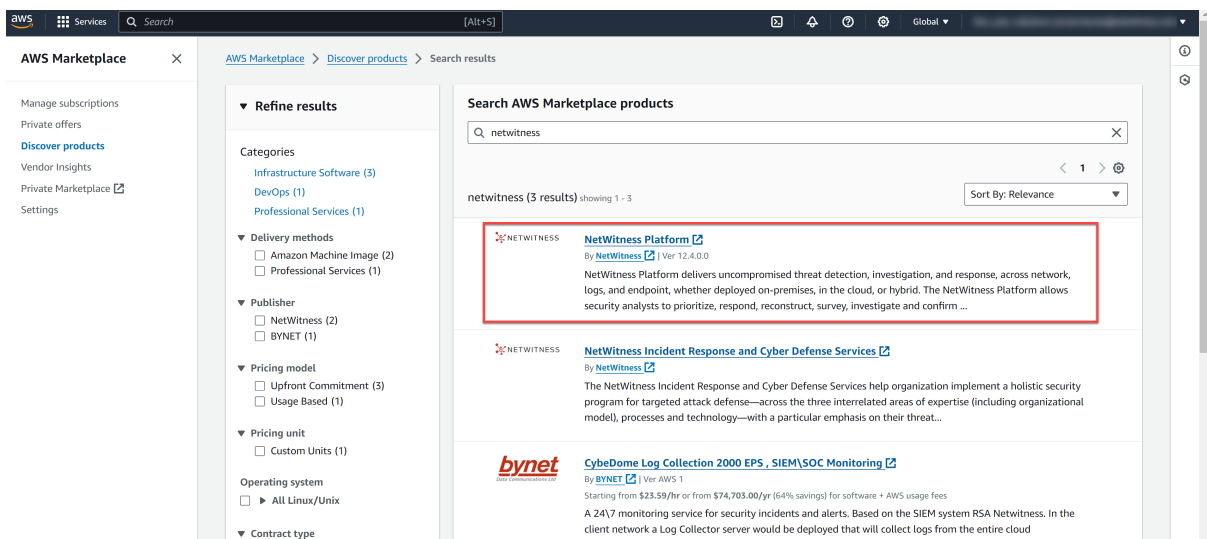 aws
Services
Search
[Alt+S]
Global
AWS Marketplace
Manage subscriptions
Private offers
Discover products
Vendor Insights
Private Marketplace
Settings
AWS Marketplace > Discover products > Search results
Refine results
Categories
Infrastructure Software (3)
DevOps (1)
Professional Services (1)
Delivery methods
Amazon Machine Image (2)
Professional Services (1)
Publisher
NetWitness (2)
BYNET (1)
Pricing model
Upfront Commitment (3)
Usage Based (1)
Pricing unit
Custom Units (1)
Operating system
All Linux/Unix
Contract type
Search AWS Marketplace products
netwitness
1
netwitness (3 results) showing 1 - 3
Sort By: Relevance
NETWITNESS
NetWitness Platform
By NetWitness | Ver 12.4.0.0
NetWitness Platform delivers uncompromised threat detection, investigation, and response, across network,
logs, and endpoint, whether deployed on-premises, in the cloud, or hybrid. The NetWitness Platform allows
security analysts to prioritize, respond, reconstruct, survey, investigate and confirm ...
NETWITNESS
NetWitness Incident Response and Cyber Defense Services
By NetWitness
The NetWitness Incident Response and Cyber Defense Services help organization implement a holistic security
program for targeted attack defense—across the three interrelated areas of expertise (including organizational
model), processes and technology—with a particular emphasis on their threat...
bynet
Data Communications Ltd
CybeDome Log Collection 2000 EPS , SIEM\SOC Monitoring
By BYNET | Ver AWS 1
Starting from $23.59/hr or from $74,703.00/yr (64% savings) for software + AWS usage fees
A 24\7 monitoring service for security incidents and alerts. Based on the SIEM system RSA Netwitness. In the
client network a Log Collector server would be deployed that will collect logs from the entire cloud